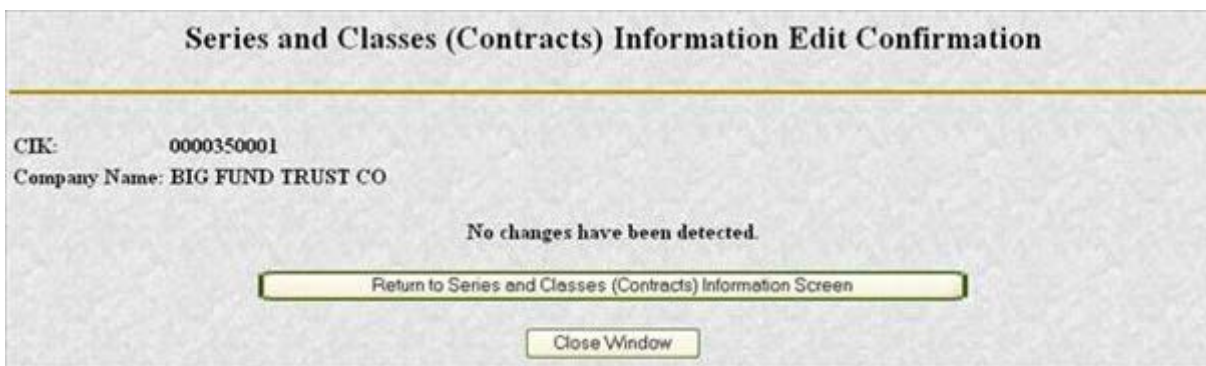 Series and Classes (Contracts) Information Edit Confirmation
CIK: 0000350001
Company Name: BIG FUND TRUST CO
No changes have been detected.
Return to Series and Classes (Contracts) Information Screen
Close Window